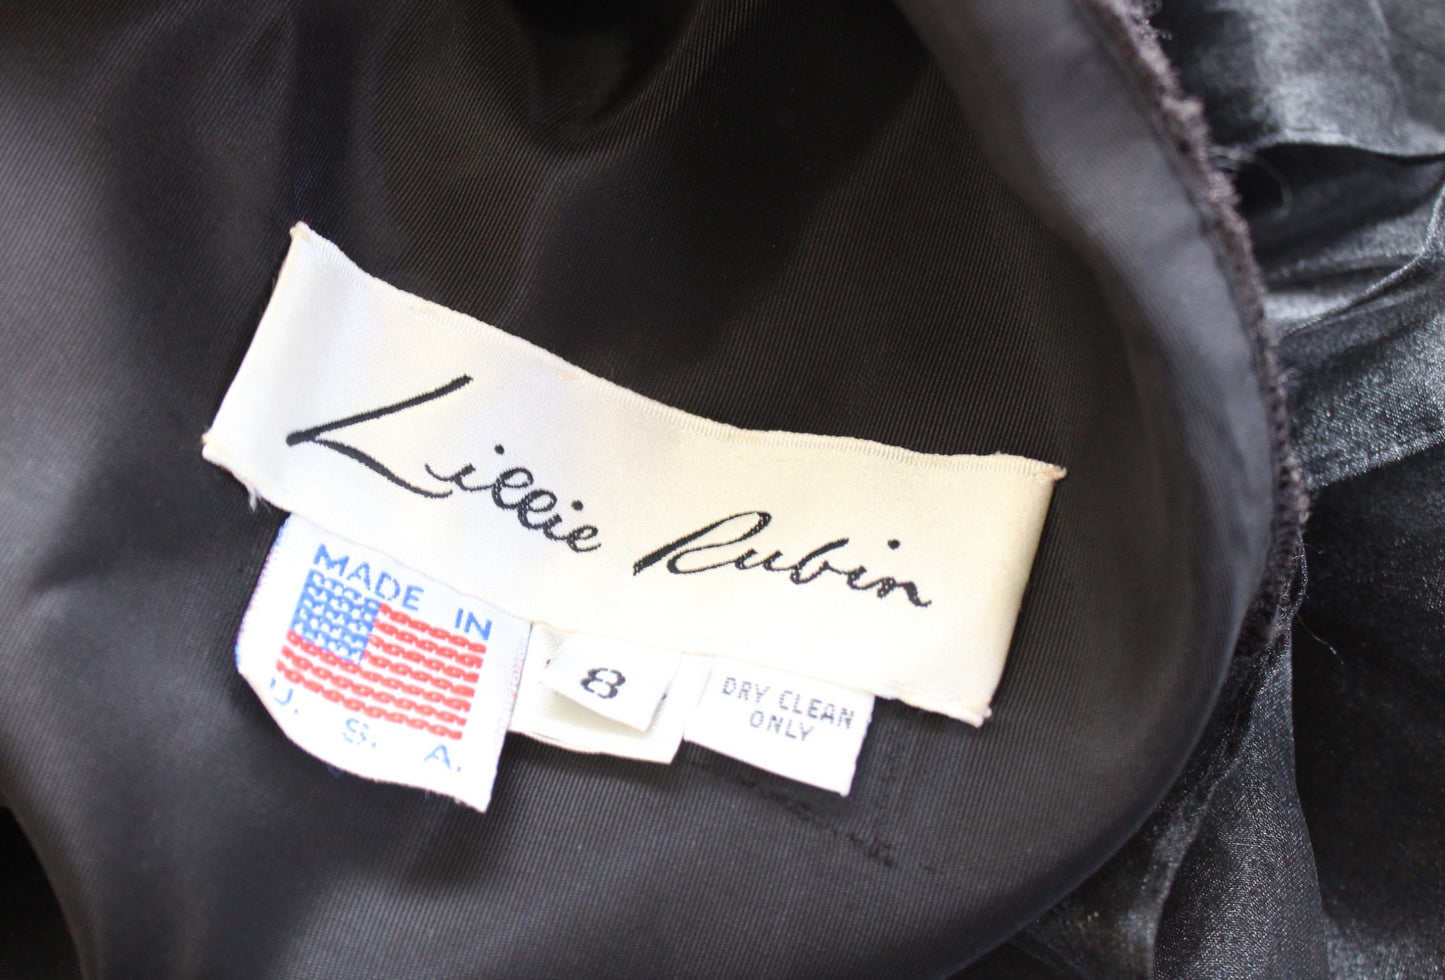 Lillie Rubin
MADE IN
U. S. A.
8
DRY CLEAN
ONLY